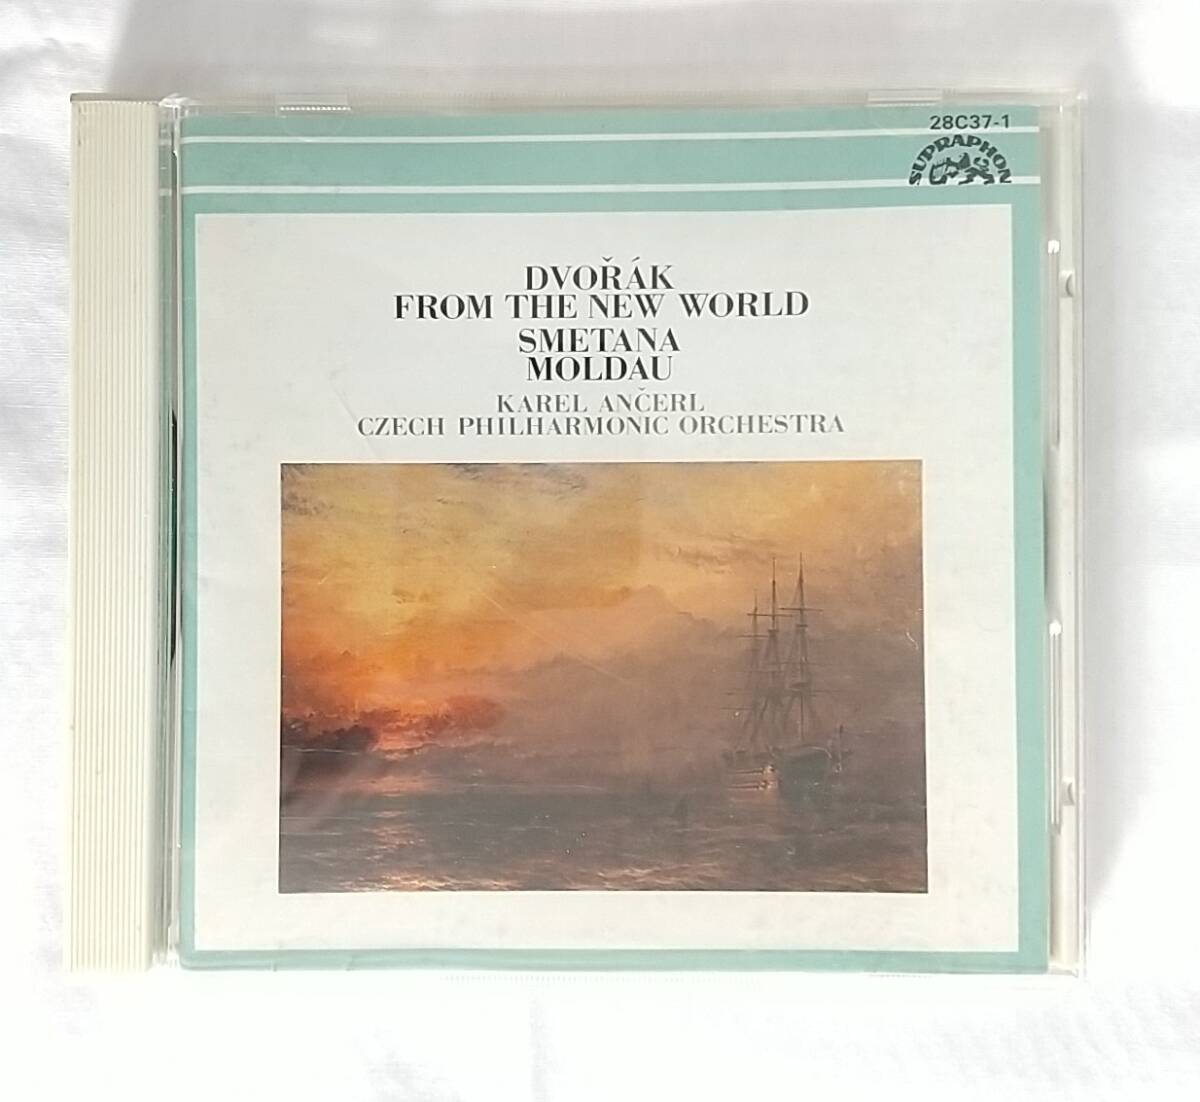 28C37-1
SUPRAPHON
DVOŘÁK
FROM THE NEW WORLD
SMETANA
MOLDAU
KAREL ANČERL
CZECH PHILHARMONIC ORCHESTRA